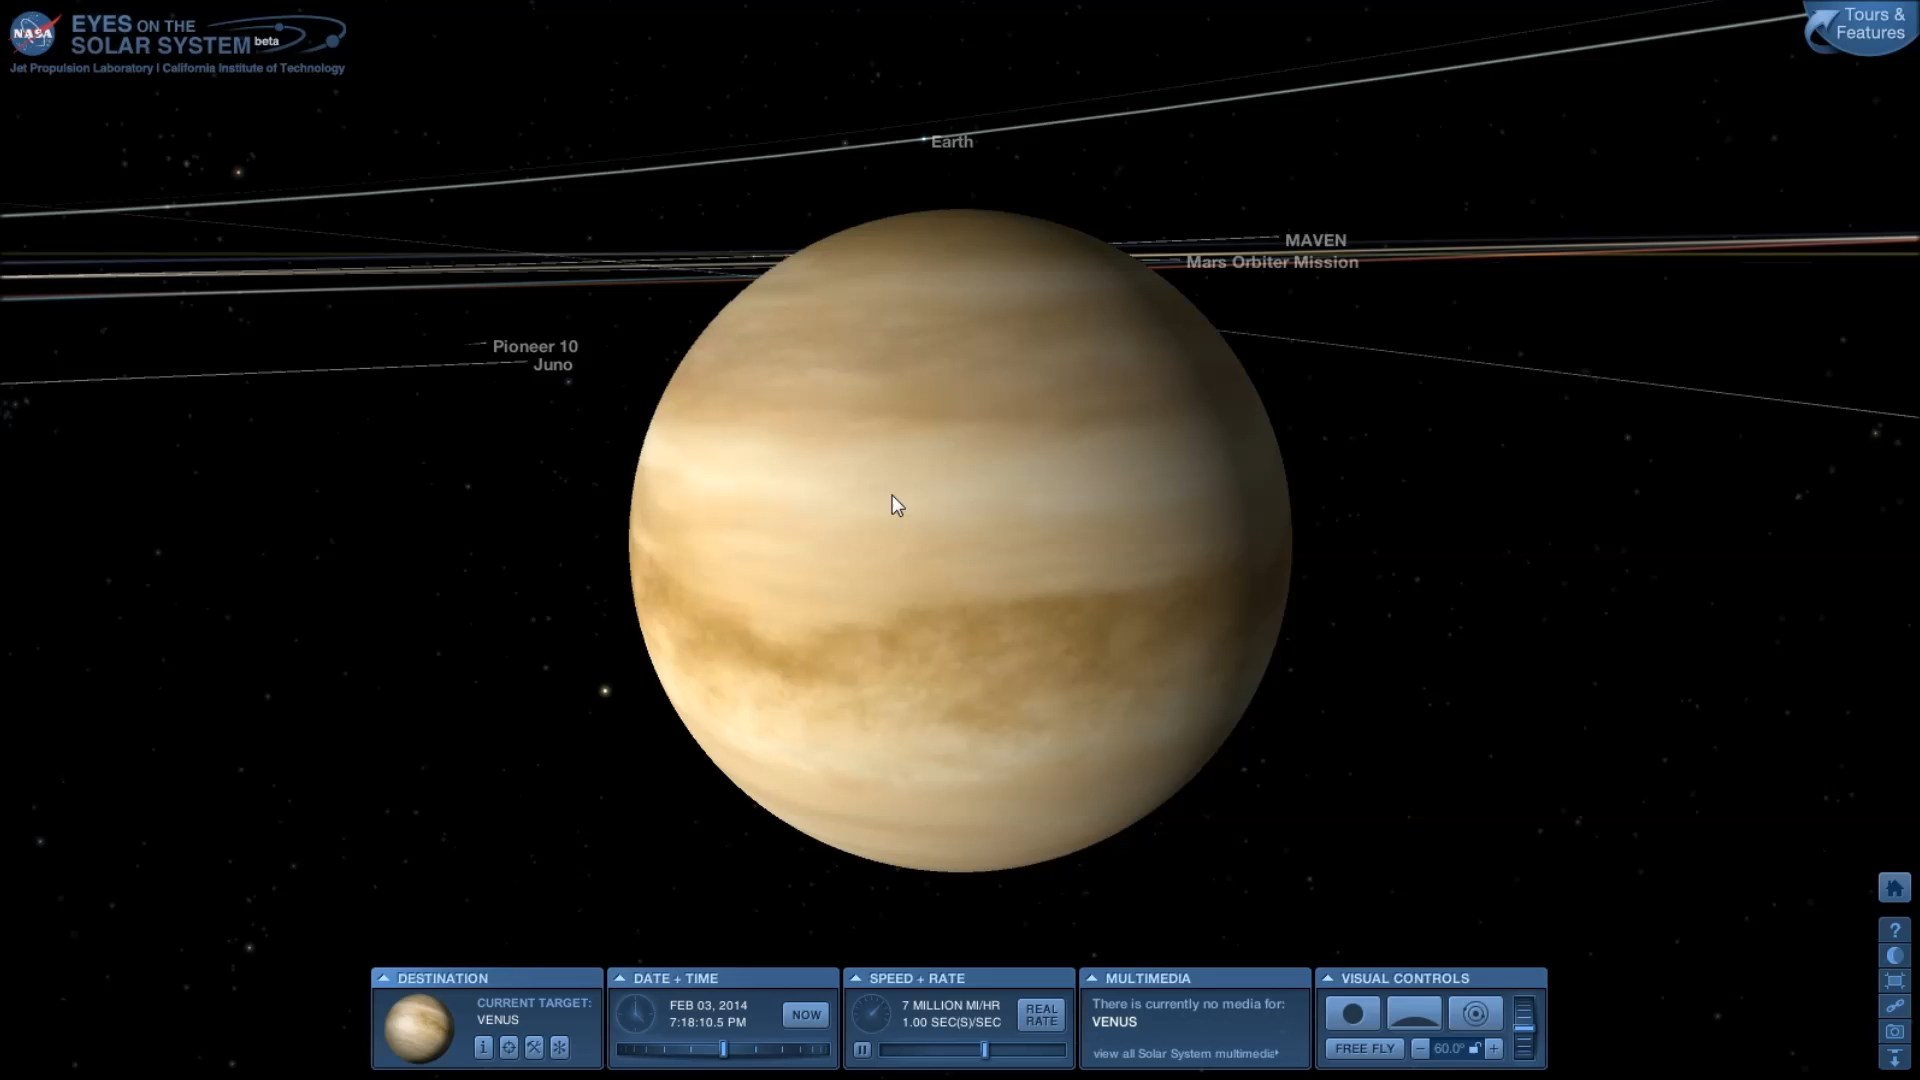 NASA
EYES ON THE
SOLAR SYSTEM beta
Jet Propulsion Laboratory | California Institute of Technology
Tours &
Features
Earth
MAVEN
Mars Orbiter Mission
Pioneer 10
Juno
DESTINATION
CURRENT TARGET:
VENUS
DATE + TIME
FEB 03, 2014
7:18:10.5 PM
NOW
SPEED + RATE
7 MILLION MI/HR
1.00 SEC(S)/SEC
REAL
RATE
MULTIMEDIA
There is currently no media for:
VENUS
view all Solar System multimedia
VISUAL CONTROLS
FREE FLY
60.0°
?